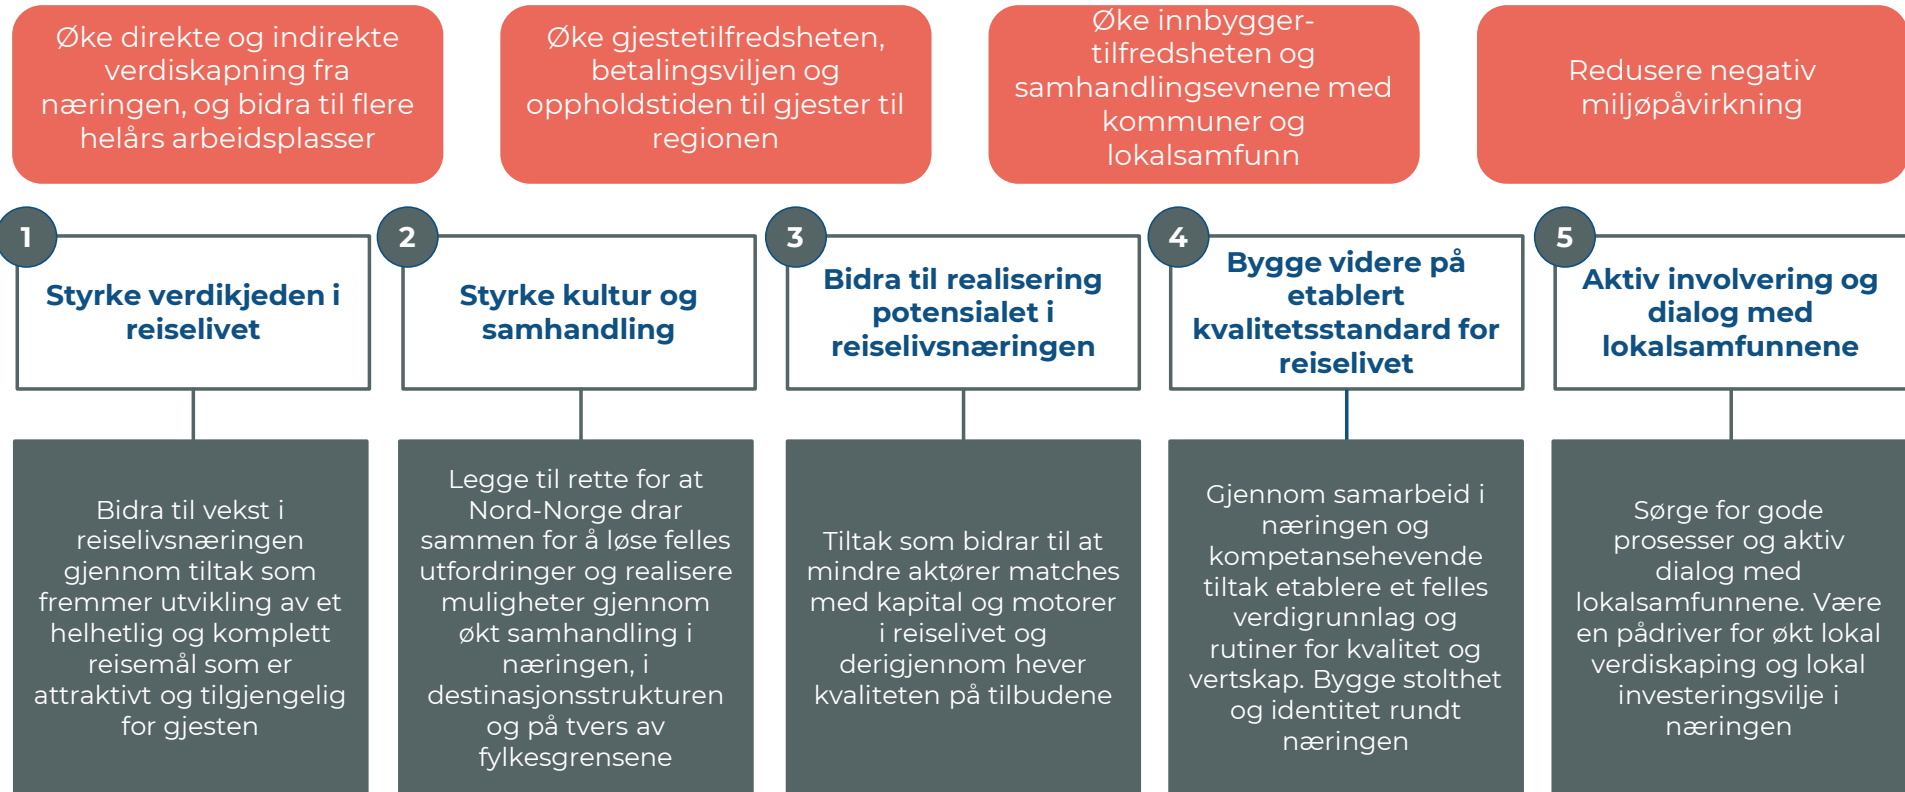 Øke direkte og indirekte
verdiskapning fra
næringen, og bidra til flere
helårs arbeidsplasser
Øke gjestetilfredsheten,
betalingsviljen og
oppholdstiden til gjester til
regionen
Øke innbygger-
tilfredsheten og
samhandlingsevnene med
kommuner og
lokalsamfunn
Redusere negativ
miljøpåvirkning
1
Styrke verdikjeden i
reiselivet
2
Styrke kultur og
samhandling
3
Bidra til realisering
potensialet i
reiselivsnæringen
4
Bygge videre på
etablert
kvalitetsstandard for
reiselivet
5
Aktiv involvering og
dialog med
lokalsamfunnene
Bidra til vekst i
reiselivsnæringen
gjennom tiltak som
fremmer utvikling av et
helhetlig og komplett
reisemål som er
attraktivt og tilgjengelig
for gjesten
Legge til rette for at
Nord-Norge drar
sammen for å løse felles
utfordringer og realisere
muligheter gjennom
økt samhandling i
næringen, i
destinasjonsstrukturen
og på tvers av
fylkesgrensene
Tiltak som bidrar til at
mindre aktører matches
med kapital og motorer
i reiselivet og
derigjennom hever
kvaliteten på tilbudene
Gjennom samarbeid i
næringen og
kompetansehevende
tiltak etablere et felles
verdigrunnlag og
rutiner for kvalitet og
vertskap. Bygge stolthet
og identitet rundt
næringen
Sørge for gode
prosesser og aktiv
dialog med
lokalsamfunnene. Være
en pådriver for økt lokal
verdiskaping og lokal
investeringsvilje i
næringen